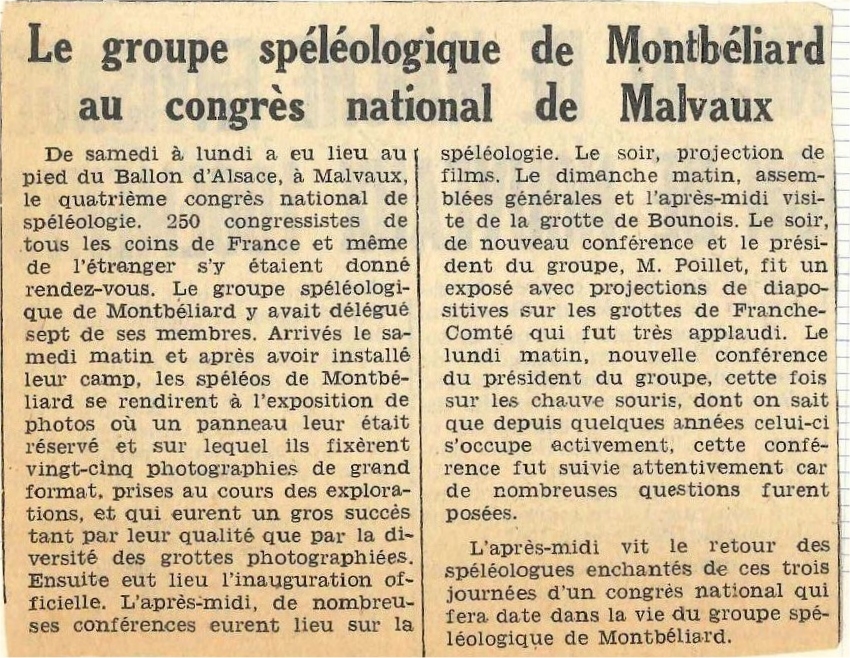 Le groupe spéléologique de Montbéliard
au congrès national de Malvaux
De samedi à lundi a eu lieu au
pied du Ballon d'Alsace, à Malvaux,
le quatrième congrès national de
spéléologie. 250 congressistes de
tous les coins de France et même
de l'étranger s'y étaient donné
rendez-vous. Le groupe spéléologi-
que de Montbéliard y avait délégué
sept de ses membres. Arrivés le sa-
medi matin et après avoir installé
leur camp, les spéléos de Montbé-
liard se rendirent à l'exposition de
photos où un panneau leur était
réservé et sur lequel ils fixèrent
vingt-cinq photographies de grand
format, prises au cours des explora-
tions, et qui eurent un gros succès
tant par leur qualité que par la di-
versité des grottes photographiées.
Ensuite eut lieu l'inauguration of-
ficielle. L'après-midi, de nombreu-
ses conférences eurent lieu sur la
spéléologie. Le soir, projection de
films. Le dimanche matin, assem-
blées générales et l'après-midi visi-
te de la grotte de Bounois. Le soir,
de nouveau conférence et le prési-
dent du groupe, M. Poillet, fit un
exposé avec projections de diapo-
sitives sur les grottes de Franche-
Comté qui fut très applaudi. Le
lundi matin, nouvelle conférence
du président du groupe, cette fois
sur les chauve souris, dont on sait
que depuis quelques années celui-ci
s'occupe activement, cette confé-
rence fut suivie attentivement car
de nombreuses questions furent
posées.
L'après-midi vit le retour des
spéléologues enchantés de ces trois
journées d'un congrès national qui
fera date dans la vie du groupe spé-
léologique de Montbéliard.